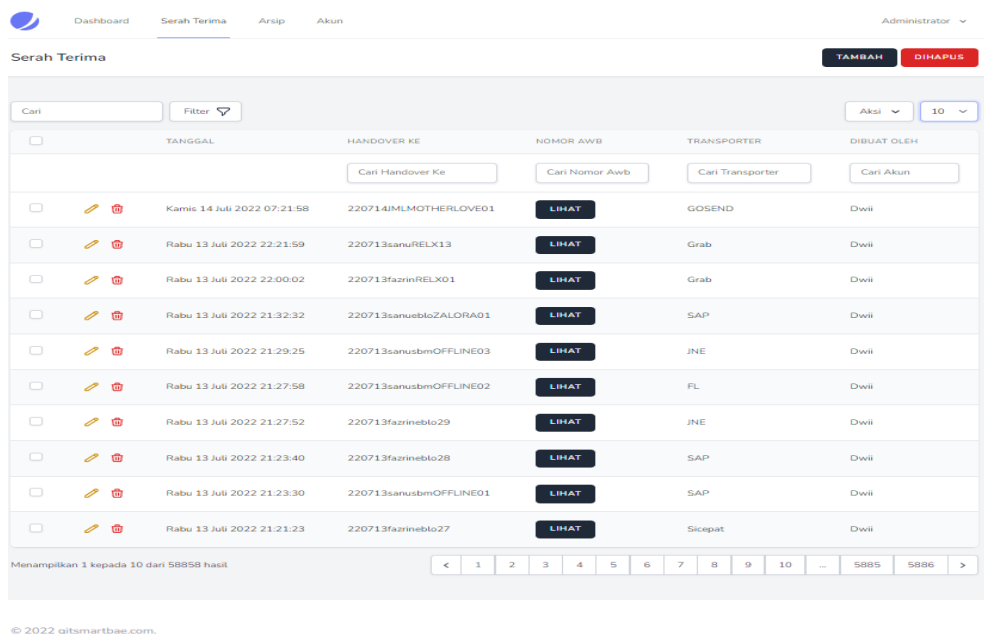 Dashboard Serah Terima Arsip Akun Administrator
Serah Terima TAMBAH DIHAPUS
Cari Filter Aksi 10
TANGGAL HANDOVER KE NOMOR AWB TRANSPORTER DIBUAT OLEH
Cari Handover Ke Cari Nomor Awb Cari Transporter Cari Akun
Kamis 14 Juli 2022 07:21:58 220714JMLMOTHERLOVE01 LIHAT GOSEND Dwii
Rabu 13 Juli 2022 22:21:59 220713sanuRELX13 LIHAT Grab Dwii
Rabu 13 Juli 2022 22:00:02 220713fazrinRELX01 LIHAT Grab Dwii
Rabu 13 Juli 2022 21:32:32 220713sanuebloZALORA01 LIHAT SAP Dwii
Rabu 13 Juli 2022 21:29:25 220713sanusbmOFFLINE03 LIHAT JNE Dwii
Rabu 13 Juli 2022 21:27:58 220713sanusbmOFFLINE02 LIHAT FL Dwii
Rabu 13 Juli 2022 21:27:52 220713fazrineblo29 LIHAT JNE Dwii
Rabu 13 Juli 2022 21:23:40 220713fazrineblo28 LIHAT SAP Dwii
Rabu 13 Juli 2022 21:23:30 220713sanusbmOFFLINE01 LIHAT SAP Dwii
Rabu 13 Juli 2022 21:21:23 220713fazrineblo27 LIHAT Sicepat Dwii
Menampilkan 1 kepada 10 dari 58858 hasil < 1 2 3 4 5 6 7 8 9 10 ... 5885 5886 >
© 2022 gitsmartbae.com.